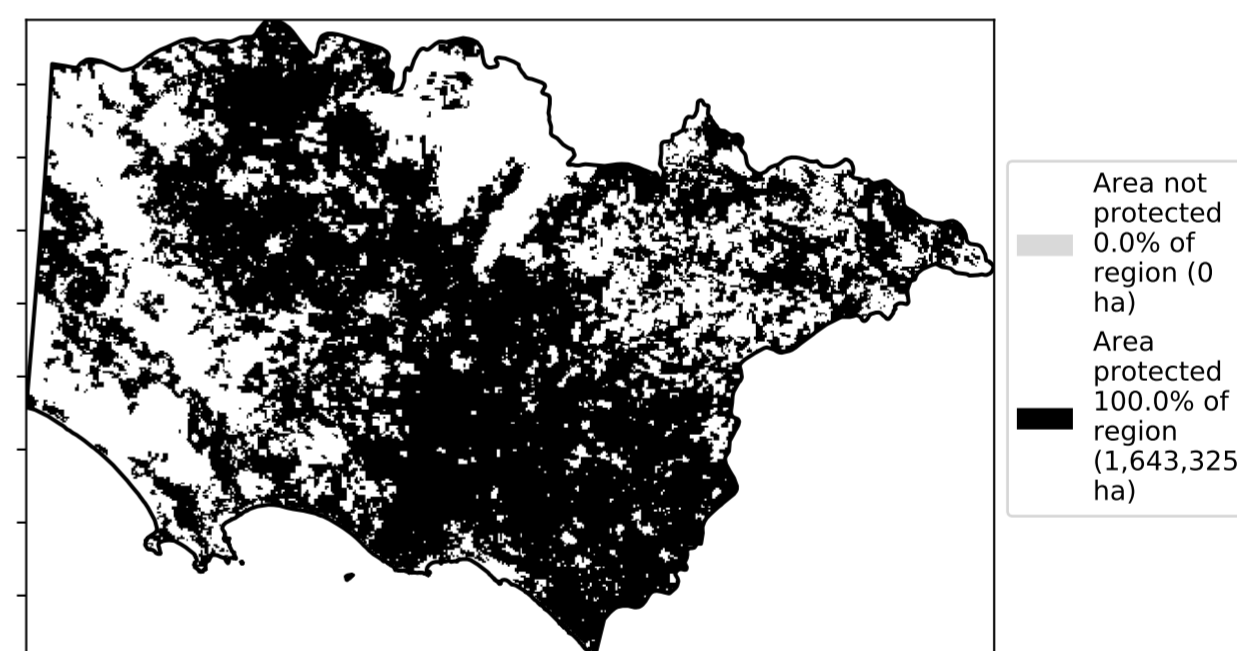 Area not
protected
0.0% of
region (0
ha)
Area
protected
100.0% of
region
(1,643,325
ha)